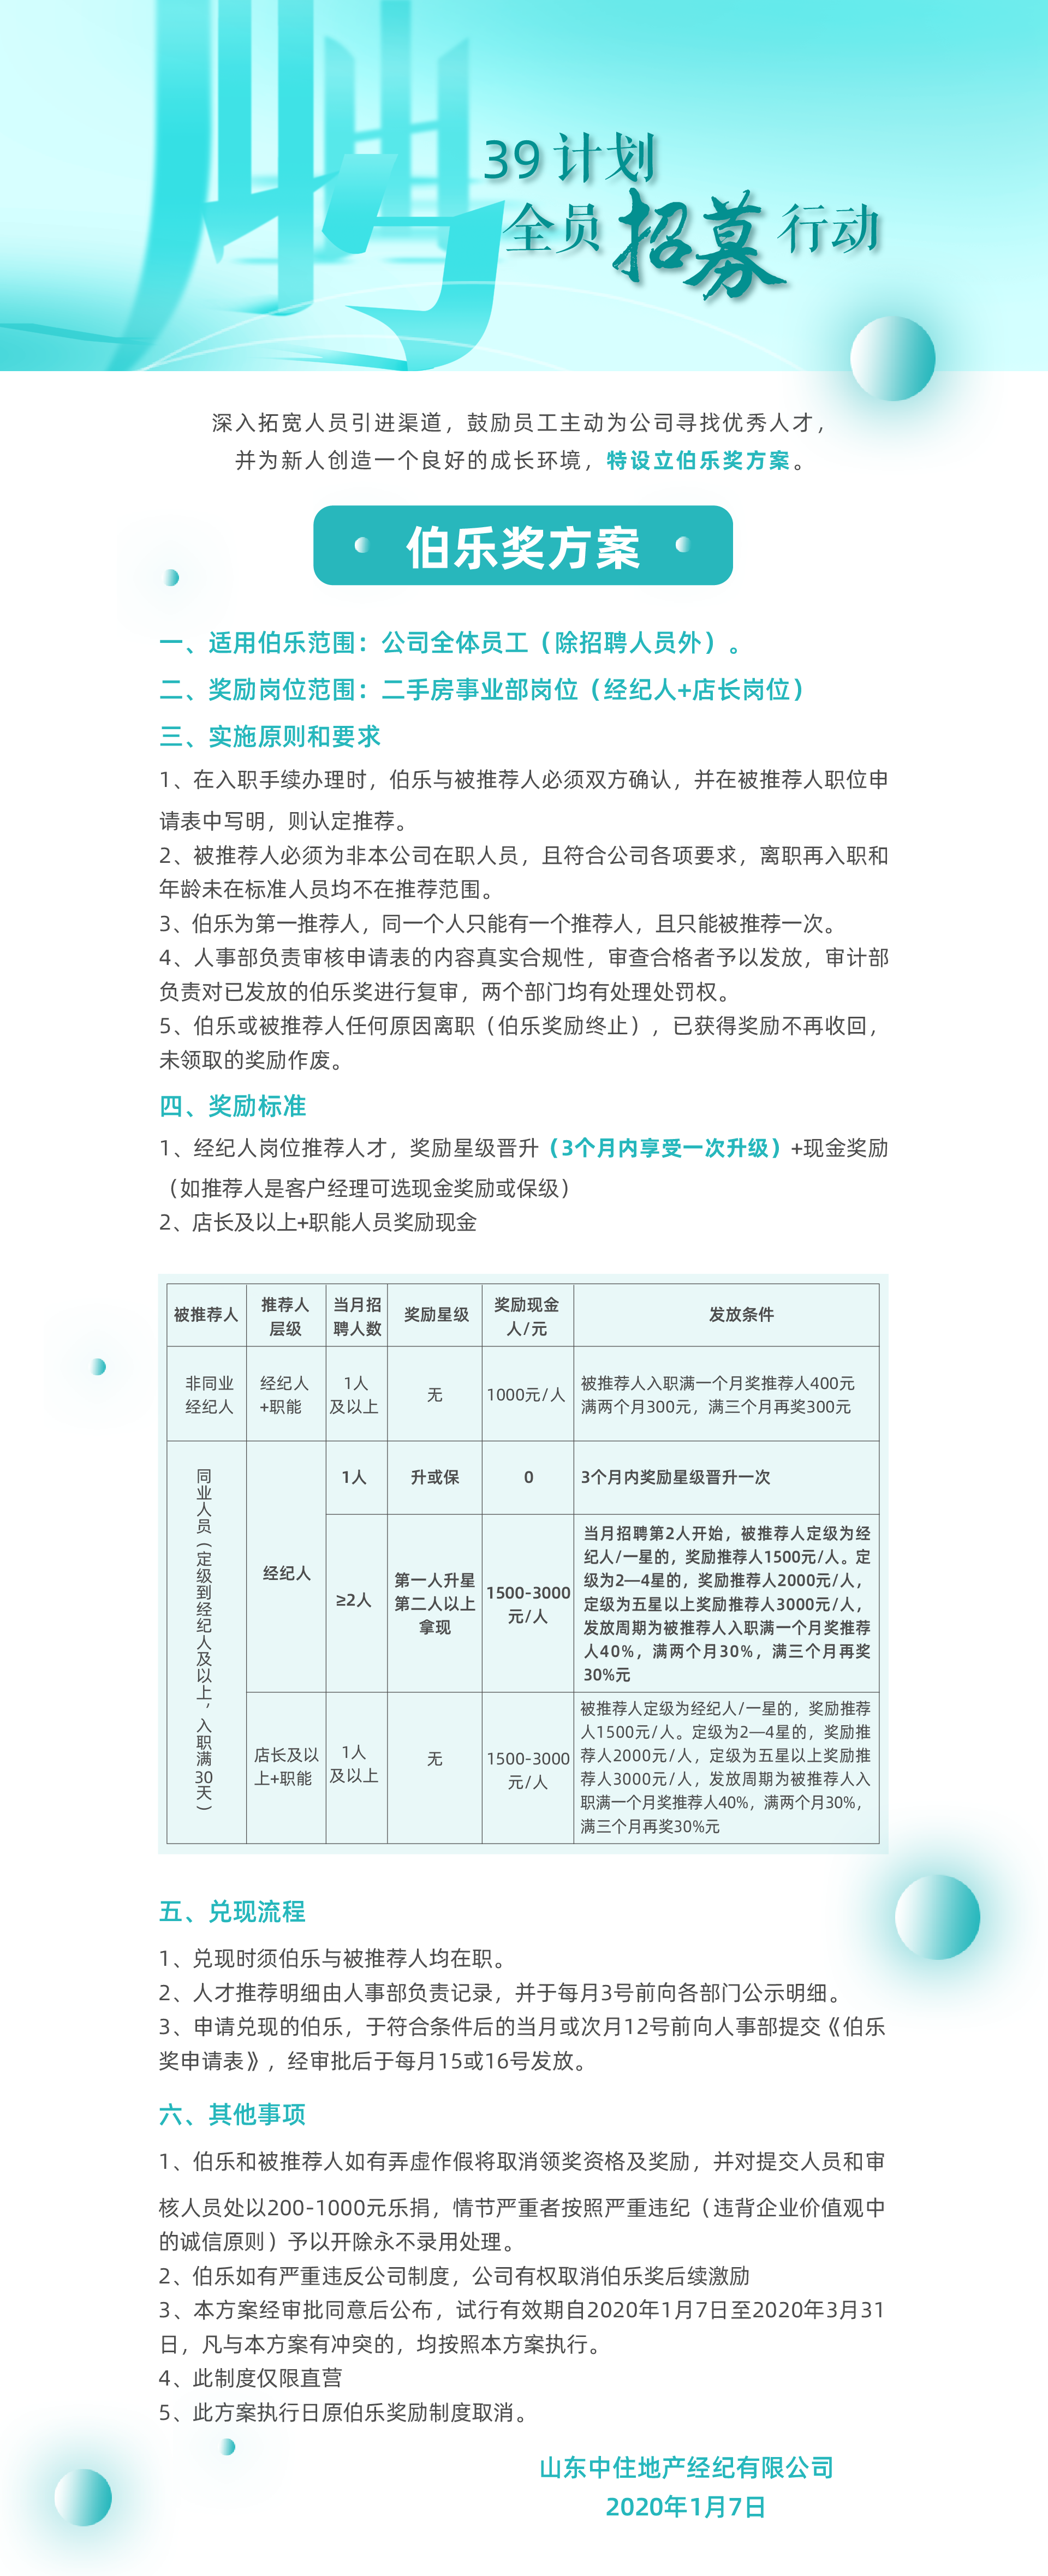 聘
39 计划
全员招募行动
深入拓宽人员引进渠道，鼓励员工主动为公司寻找优秀人才，
并为新人创造一个良好的成长环境，特设立伯乐奖方案。
伯乐奖方案
一、适用伯乐范围：公司全体员工（除招聘人员外）。
二、奖励岗位范围：二手房事业部岗位（经纪人+店长岗位）
三、实施原则和要求
1、在入职手续办理时，伯乐与被推荐人必须双方确认，并在被推荐人职位申
请表中写明，则认定推荐。
2、被推荐人必须为非本公司在职人员，且符合公司各项要求，离职再入职和
年龄未在标准人员均不在推荐范围。
3、伯乐为第一推荐人，同一个人只能有一个推荐人，且只能被推荐一次。
4、人事部负责审核申请表的内容真实合规性，审查合格者予以发放，审计部
负责对已发放的伯乐奖进行复审，两个部门均有处理处罚权。
5、伯乐或被推荐人任何原因离职（伯乐奖励终止），已获得奖励不再收回，
未领取的奖励作废。
四、奖励标准
1、经纪人岗位推荐人才，奖励星级晋升（3个月内享受一次升级）+现金奖励
（如推荐人是客户经理可选现金奖励或保级）
2、店长及以上+职能人员奖励现金
被推荐人
推荐人
层级
当月招
聘人数
奖励星级
奖励现金
人/元
发放条件
非同业
经纪人
经纪人
+职能
1人
及以上
无
1000元/人
被推荐人入职满一个月奖推荐人400元
满两个月300元，满三个月再奖300元
同业人员（定级到经纪人及以上，入职满30天）
经纪人
1人
升或保
0
3个月内奖励星级晋升一次
≥2人
第一人升星
第二人以上
拿现
1500-3000
元/人
当月招聘第2人开始，被推荐人定级为经
纪人/一星的，奖励推荐人1500元/人。定
级为2—4星的，奖励推荐人2000元/人，
定级为五星以上奖励推荐人3000元/人，
发放周期为被推荐人入职满一个月奖推荐
人40%，满两个月30%，满三个月再奖
30%元
店长及以
上+职能
1人
及以上
无
1500-3000
元/人
被推荐人定级为经纪人/一星的，奖励推荐
人1500元/人。定级为2—4星的，奖励推
荐人2000元/人，定级为五星以上奖励推
荐人3000元/人，发放周期为被推荐人入
职满一个月奖推荐人40%，满两个月30%，
满三个月再奖30%元
五、兑现流程
1、兑现时须伯乐与被推荐人均在职。
2、人才推荐明细由人事部负责记录，并于每月3号前向各部门公示明细。
3、申请兑现的伯乐，于符合条件后的当月或次月12号前向人事部提交《伯乐
奖申请表》，经审批后于每月15或16号发放。
六、其他事项
1、伯乐和被推荐人如有弄虚作假将取消领奖资格及奖励，并对提交人员和审
核人员处以200-1000元乐捐，情节严重者按照严重违纪（违背企业价值观中
的诚信原则）予以开除永不录用处理。
2、伯乐如有严重违反公司制度，公司有权取消伯乐奖后续激励
3、本方案经审批同意后公布，试行有效期自2020年1月7日至2020年3月31
日，凡与本方案有冲突的，均按照本方案执行。
4、此制度仅限直营
5、此方案执行日原伯乐奖励制度取消。
山东中住地产经纪有限公司
2020年1月7日